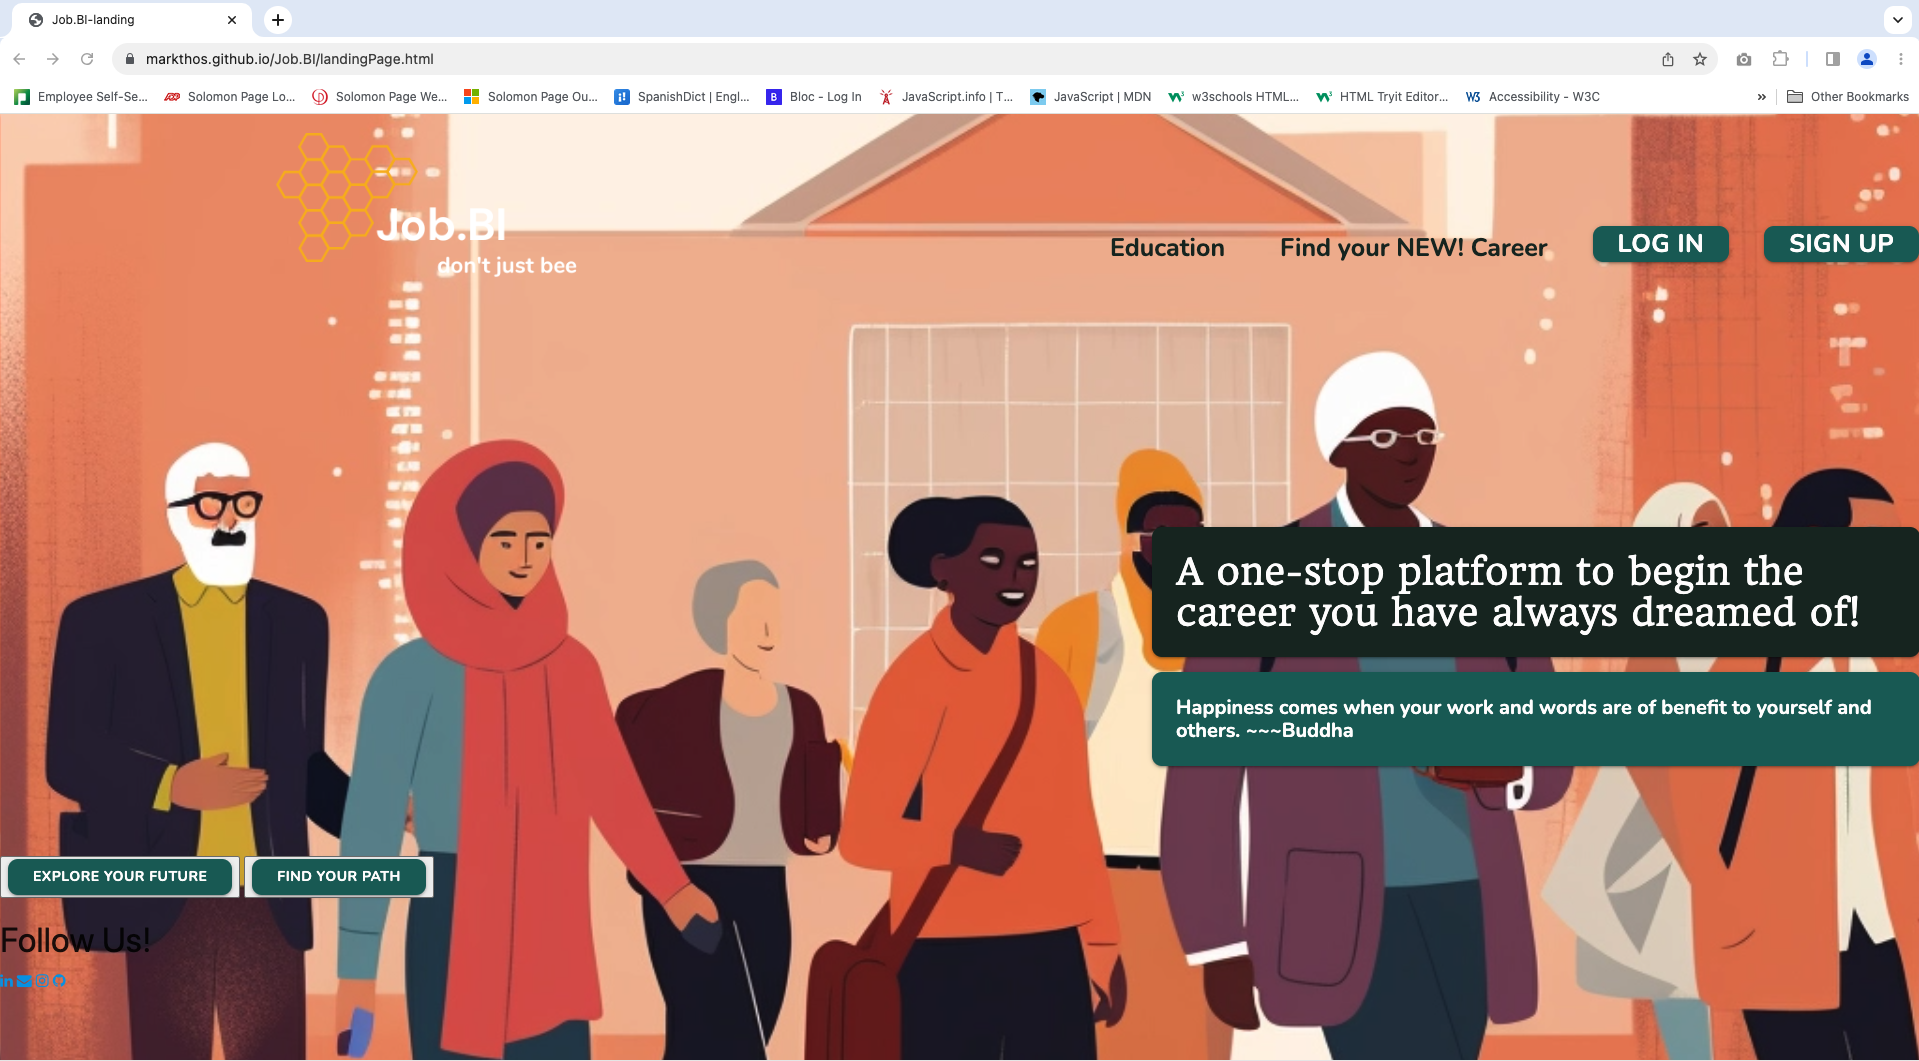 Job.BI-landing
markthos.github.io/Job.BI/landingPage.html
Employee Self-Se...
Solomon Page Lo...
Solomon Page We...
Solomon Page Ou...
SpanishDict | Engl...
B
Bloc - Log In
JavaScript.info | T...
JavaScript | MDN
w3schools HTML...
HTML Tryit Editor...
W3
Accessibility - W3C
»
Other Bookmarks
Job.BI
don't just bee
Education
Find your NEW! Career
LOG IN
SIGN UP
A one-stop platform to begin the
career you have always dreamed of!
Happiness comes when your work and words are of benefit to yourself and
others. ~~~Buddha
EXPLORE YOUR FUTURE
FIND YOUR PATH
Follow Us!
in